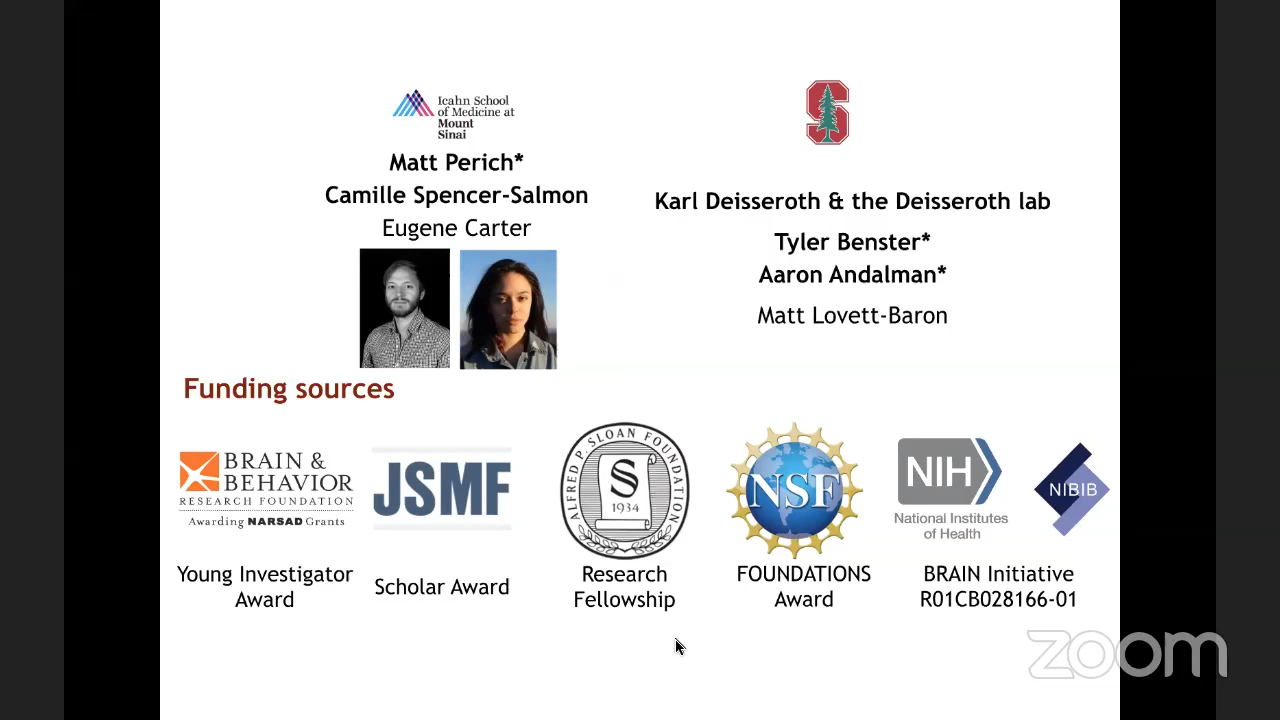 Icahn School
of Medicine at
Mount
Sinai
Matt Perich*
Camille Spencer-Salmon
Eugene Carter
S
Karl Deisseroth & the Deisseroth lab
Tyler Benster*
Aaron Andalman*
Matt Lovett-Baron
Funding sources
BRAIN &
BEHAVIOR
RESEARCH FOUNDATION
Awarding NARSAD Grants
Young Investigator
Award
JSMF
Scholar Award
ALFRED P. SLOAN FOUNDATION
S
1934
Research
Fellowship
NSF
FOUNDATIONS
Award
NIH
National Institutes
of Health
NIBIB
BRAIN Initiative
R01CB028166-01
zoom